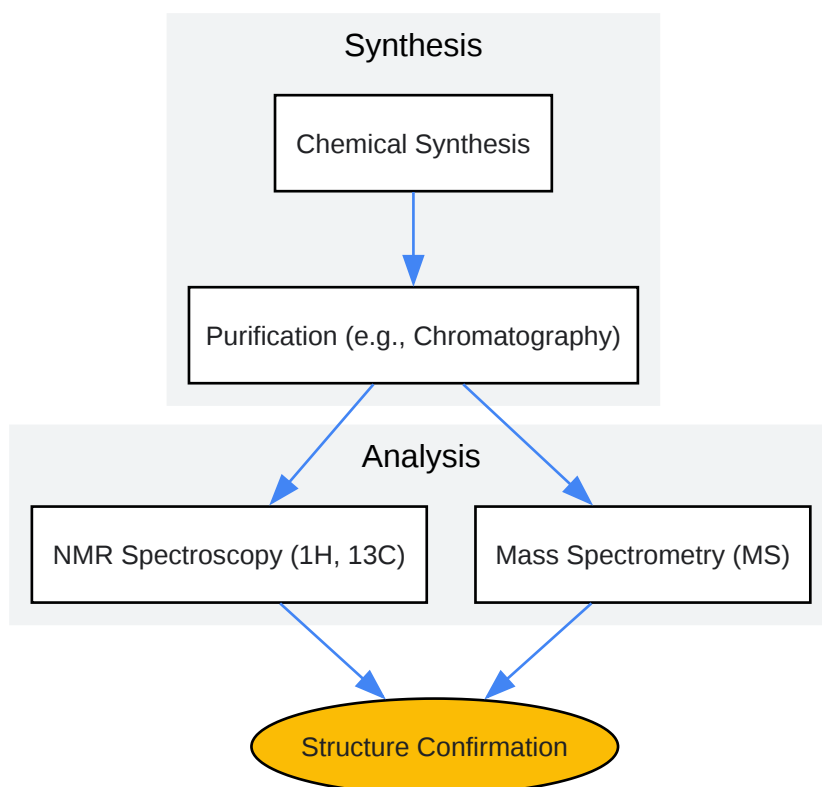 Synthesis
Chemical Synthesis
Purification (e.g., Chromatography)
Analysis
NMR Spectroscopy (1H, 13C)
Mass Spectrometry (MS)
Structure Confirmation